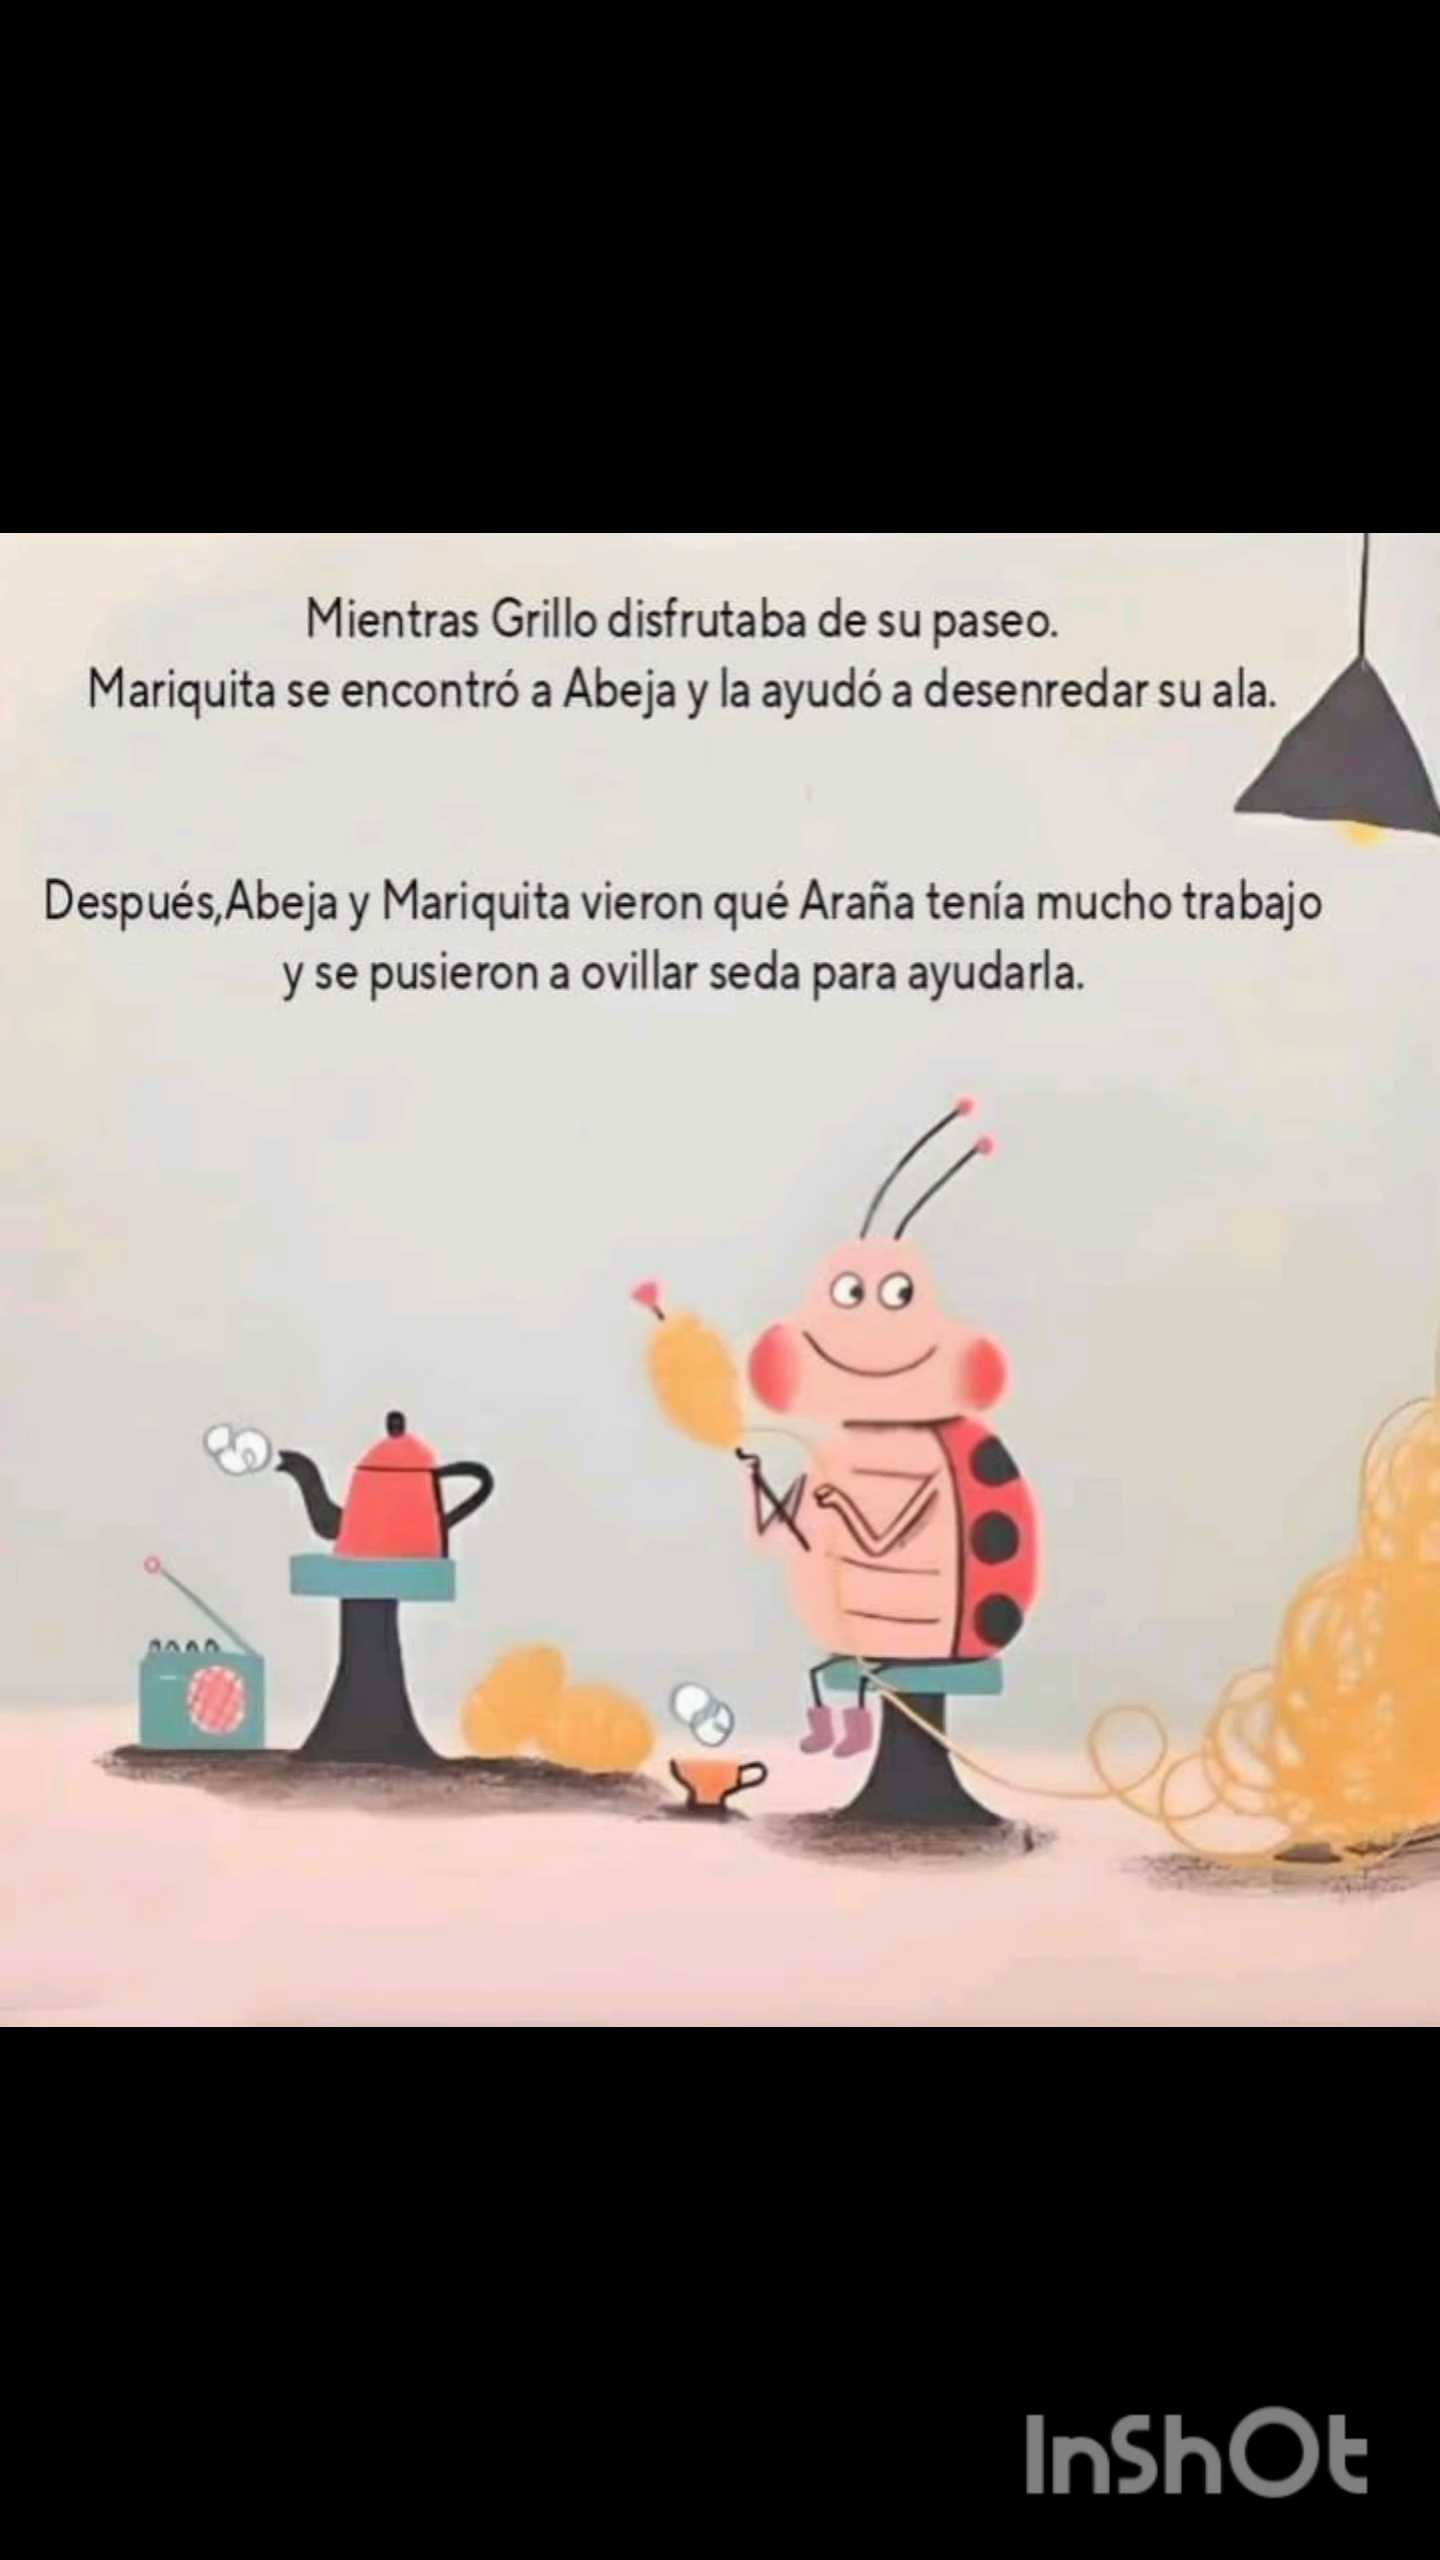 Mientras Grillo disfrutaba de su paseo.
Mariquita se encontró a Abeja y la ayudó a desenredar su ala.
Después,Abeja y Mariquita vieron qué Araña tenía mucho trabajo
y se pusieron a ovillar seda para ayudarla.
InShOt